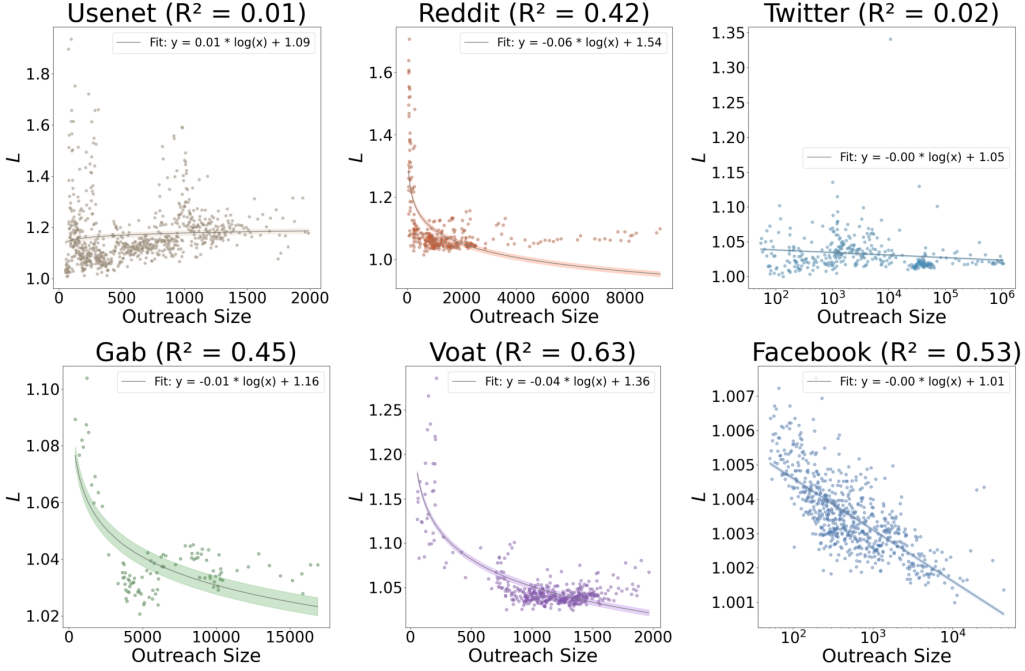 Usenet (R² = 0.01)
Fit: y = 0.01 * log(x) + 1.09
L
1.8
1.6
1.4
1.2
1.0
0
500
1000
1500
2000
Outreach Size
Reddit (R² = 0.42)
Fit: y = -0.06 * log(x) + 1.54
L
1.6
1.4
1.2
1.0
0
2000
4000
6000
8000
Outreach Size
Twitter (R² = 0.02)
Fit: y = -0.00 * log(x) + 1.05
L
1.35
1.30
1.25
1.20
1.15
1.10
1.05
1.00
10²
10³
10⁴
10⁵
10⁶
Outreach Size
Gab (R² = 0.45)
Fit: y = -0.01 * log(x) + 1.16
L
1.10
1.08
1.06
1.04
1.02
0
5000
10000
15000
Outreach Size
Voat (R² = 0.63)
Fit: y = -0.04 * log(x) + 1.36
L
1.25
1.20
1.15
1.10
1.05
0
500
1000
1500
2000
Outreach Size
Facebook (R² = 0.53)
Fit: y = -0.00 * log(x) + 1.01
L
1.007
1.006
1.005
1.004
1.003
1.002
1.001
10²
10³
10⁴
Outreach Size